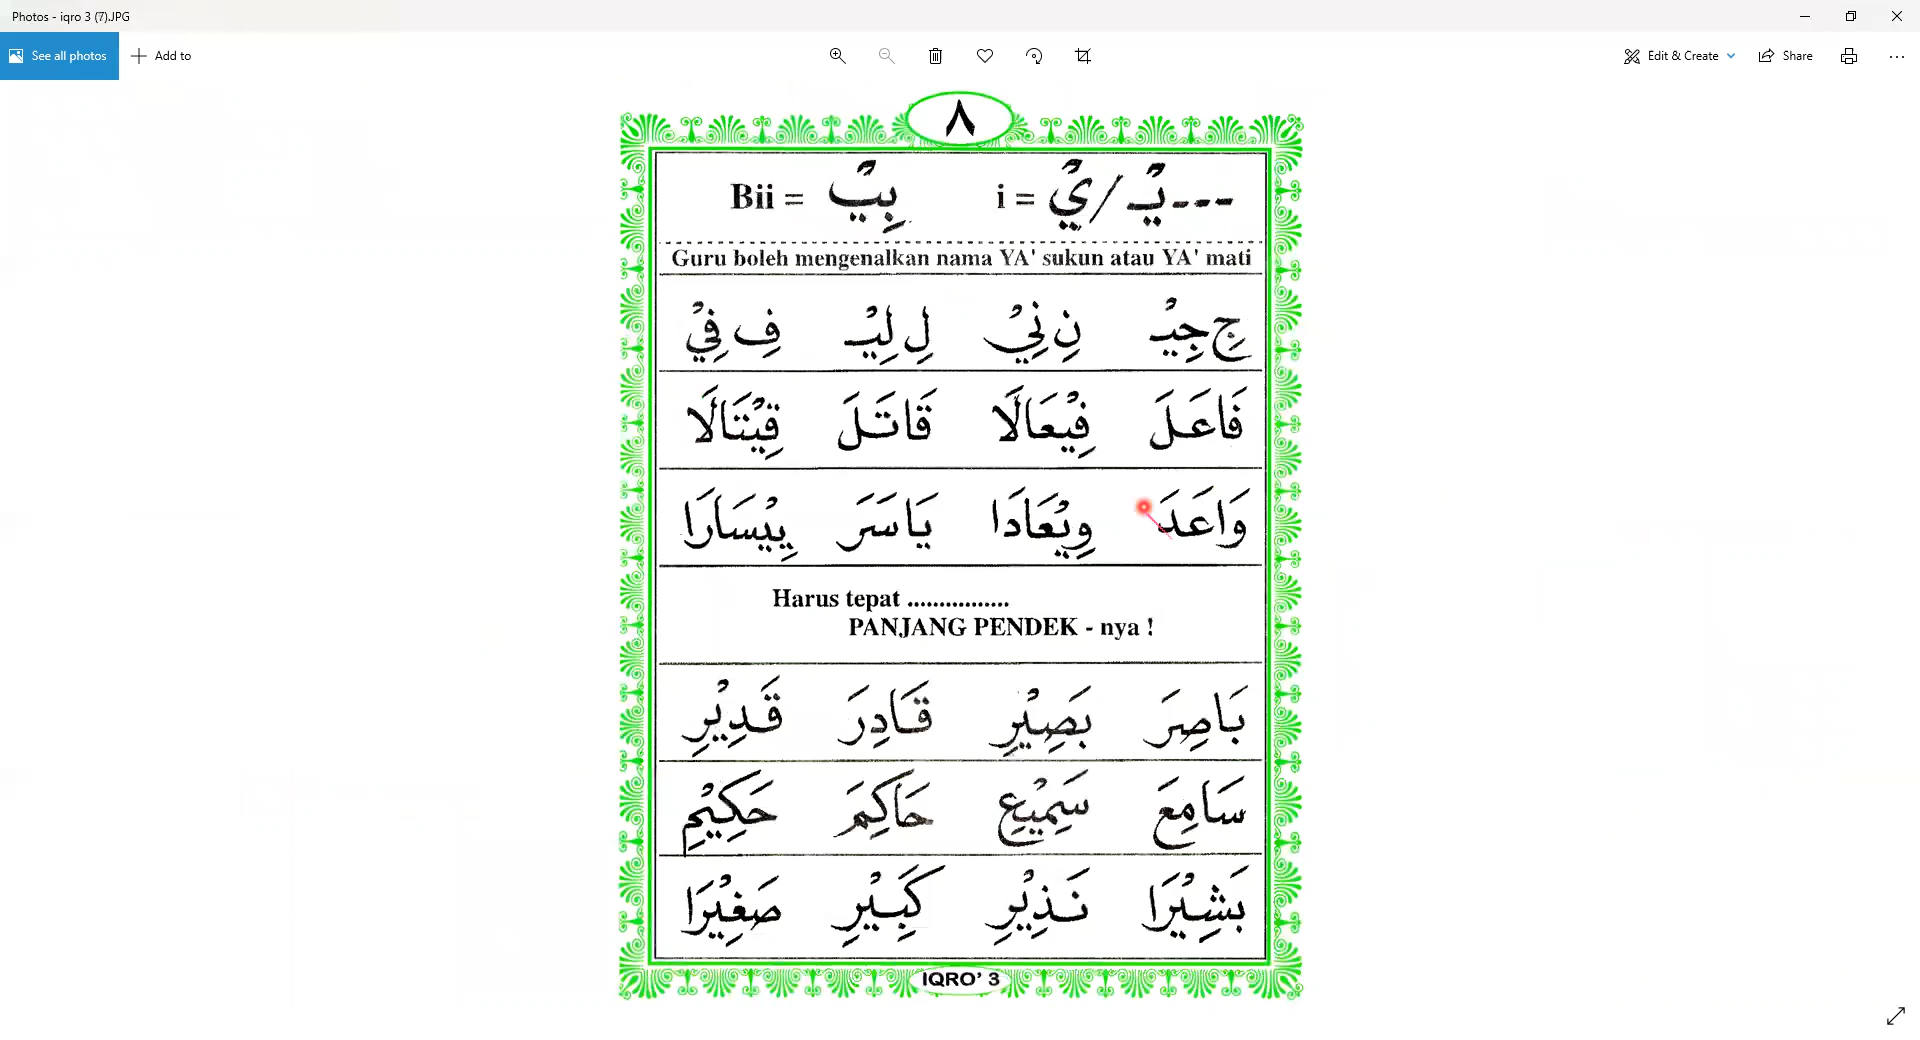 Photos - iqro 3 (7).JPG
See all photos
Add to
Edit & Create
Share
٨
---يْـ / يْ = i بِيْـ = Bii
Guru boleh mengenalkan nama YA' sukun atau YA' mati
جِ جِيْـ نِ نِيْ لِ لِيْـ فِ فِيْ
فَاعَلَ فِيْعَالَا قَاتَلَ قِيْتَالَا
وَاعَدَ وِيْعَادَا يَاسَرَ يِيْسَارَا
Harus tepat ................
PANJANG PENDEK - nya !
بَاصِرَ بَصِيْرِ قَادِرَ قَدِيْرِ
سَامِعَ سَمِيْعِ حَاكِمَ حَكِيْمِ
بَشِيْرَا نَذِيْرِ كَبِيْرِ صَغِيْرَا
IQRO' 3